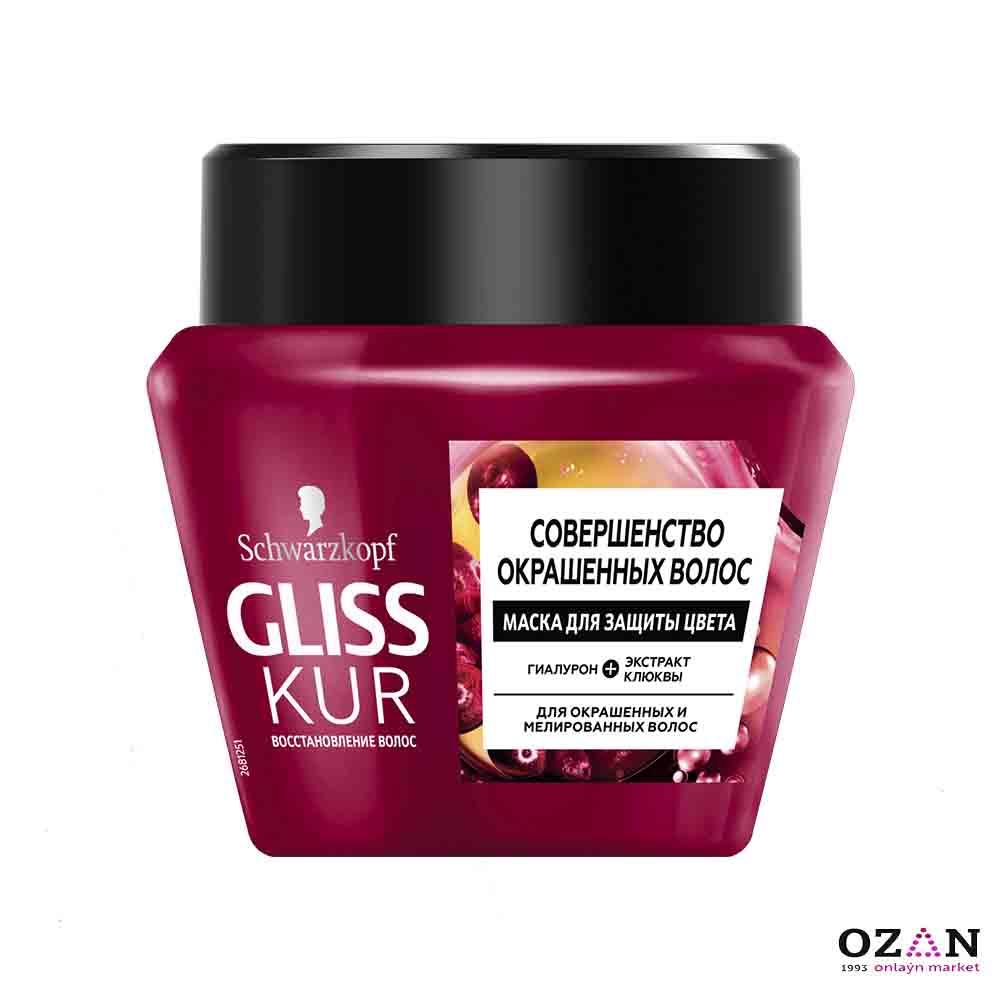 Schwarzkopf
GLISS
KUR
ВОССТАНОВЛЕНИЕ ВОЛОС
2681251
СОВЕРШЕНСТВО
ОКРАШЕННЫХ ВОЛОС
МАСКА ДЛЯ ЗАЩИТЫ ЦВЕТА
ГИАЛУРОН + ЭКСТРАКТ
КЛЮКВЫ
ДЛЯ ОКРАШЕННЫХ И
МЕЛИРОВАННЫХ ВОЛОС
OZAN
1993 onlaýn market